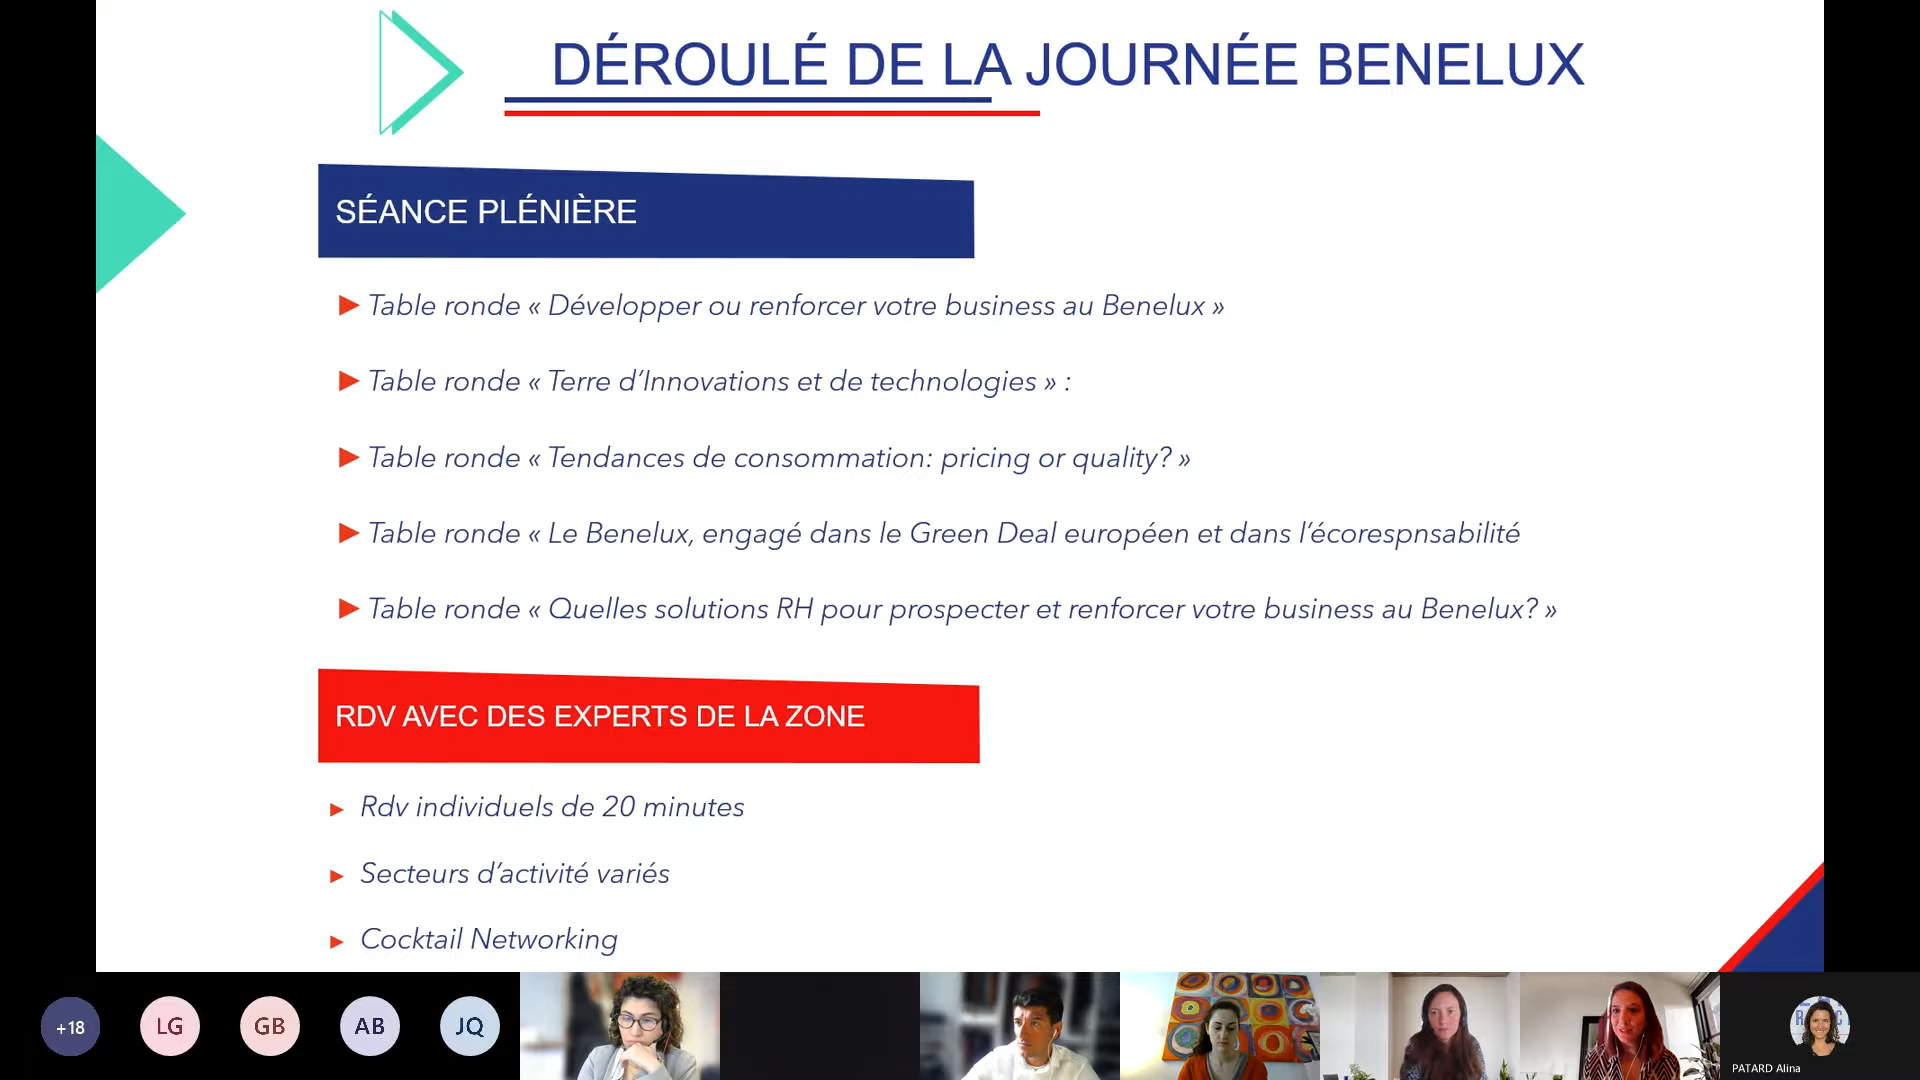 DÉROULÉ DE LA JOURNÉE BENELUX
SÉANCE PLÉNIÈRE
Table ronde « Développer ou renforcer votre business au Benelux »
Table ronde « Terre d’Innovations et de technologies » :
Table ronde « Tendances de consommation: pricing or quality? »
Table ronde « Le Benelux, engagé dans le Green Deal européen et dans l’écorespnsabilité
Table ronde « Quelles solutions RH pour prospecter et renforcer votre business au Benelux? »
RDV AVEC DES EXPERTS DE LA ZONE
Rdv individuels de 20 minutes
Secteurs d’activité variés
Cocktail Networking
+18
LG
GB
AB
JQ
PATARD Alina